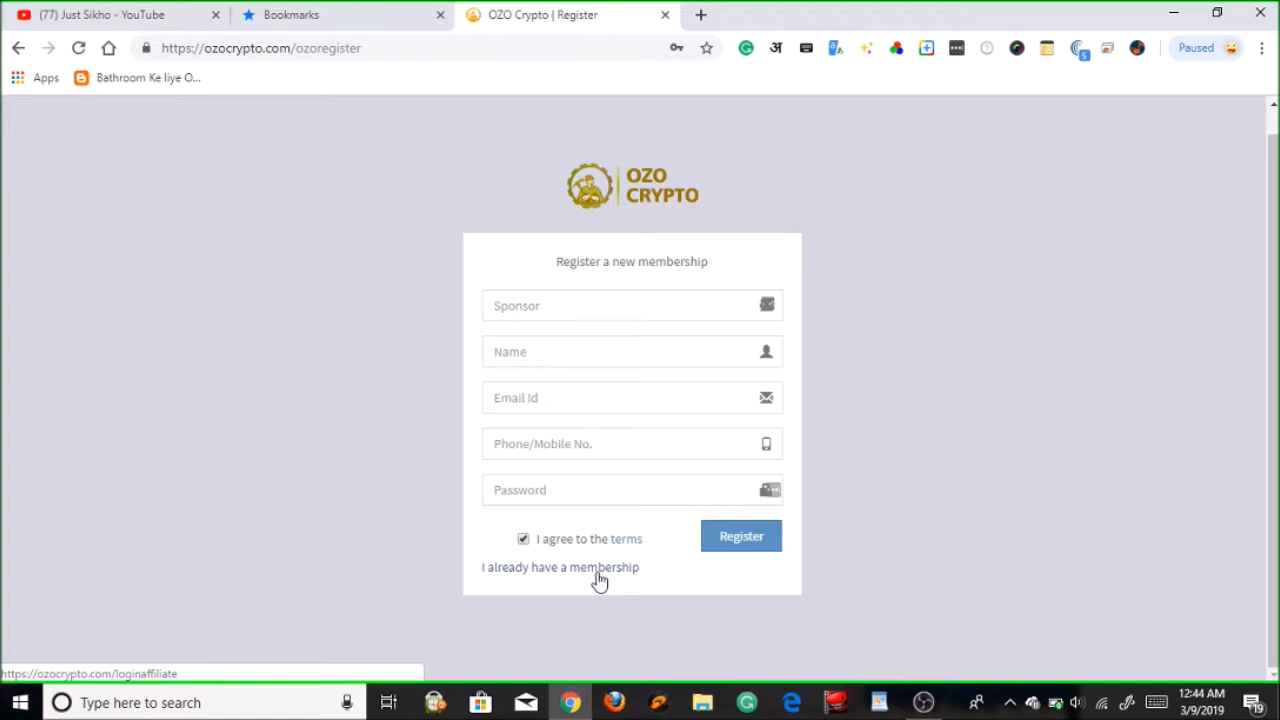 (77) Just Sikho - YouTube
Bookmarks
OZO Crypto | Register
https://ozocrypto.com/ozoregister
अ
5
Paused
Apps
Bathroom Ke liye O...
OZO
CRYPTO
Register a new membership
Sponsor
Name
Email Id
Phone/Mobile No.
Password
I agree to the terms
Register
I already have a membership
https://ozocrypto.com/loginaffiliate
Type here to search
12:44 AM
3/9/2019
19